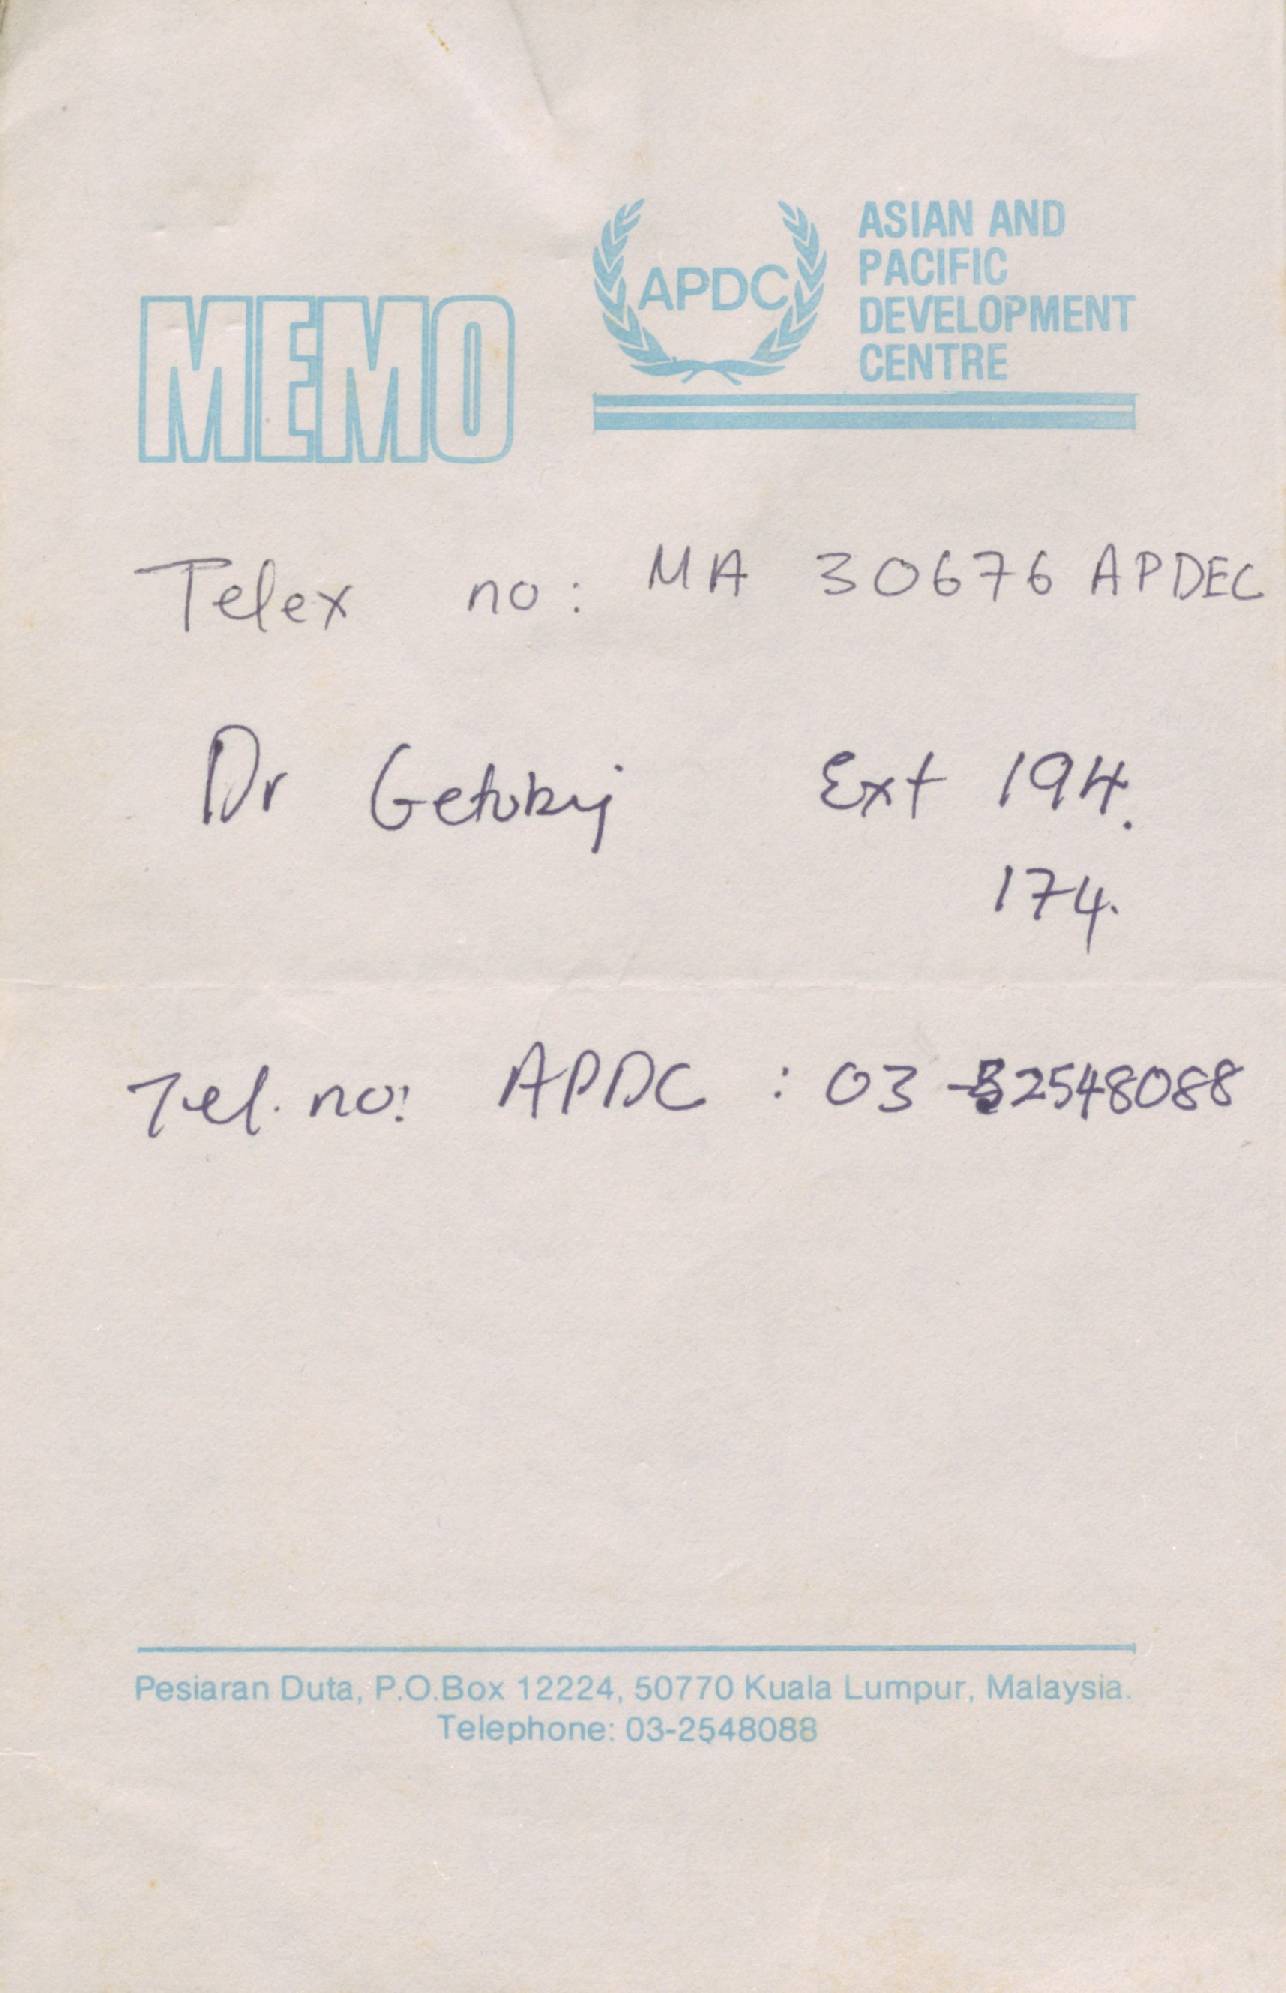 MEMO
APDC
ASIAN AND
PACIFIC
DEVELOPMENT
CENTRE
Telex no: MA 30676 APDEC
Dr Ext 194.
174.
Tel. no: APDC : 03 - 2548088
Pesiaran Duta, P.O.Box 12224, 50770 Kuala Lumpur, Malaysia.
Telephone: 03-2548088